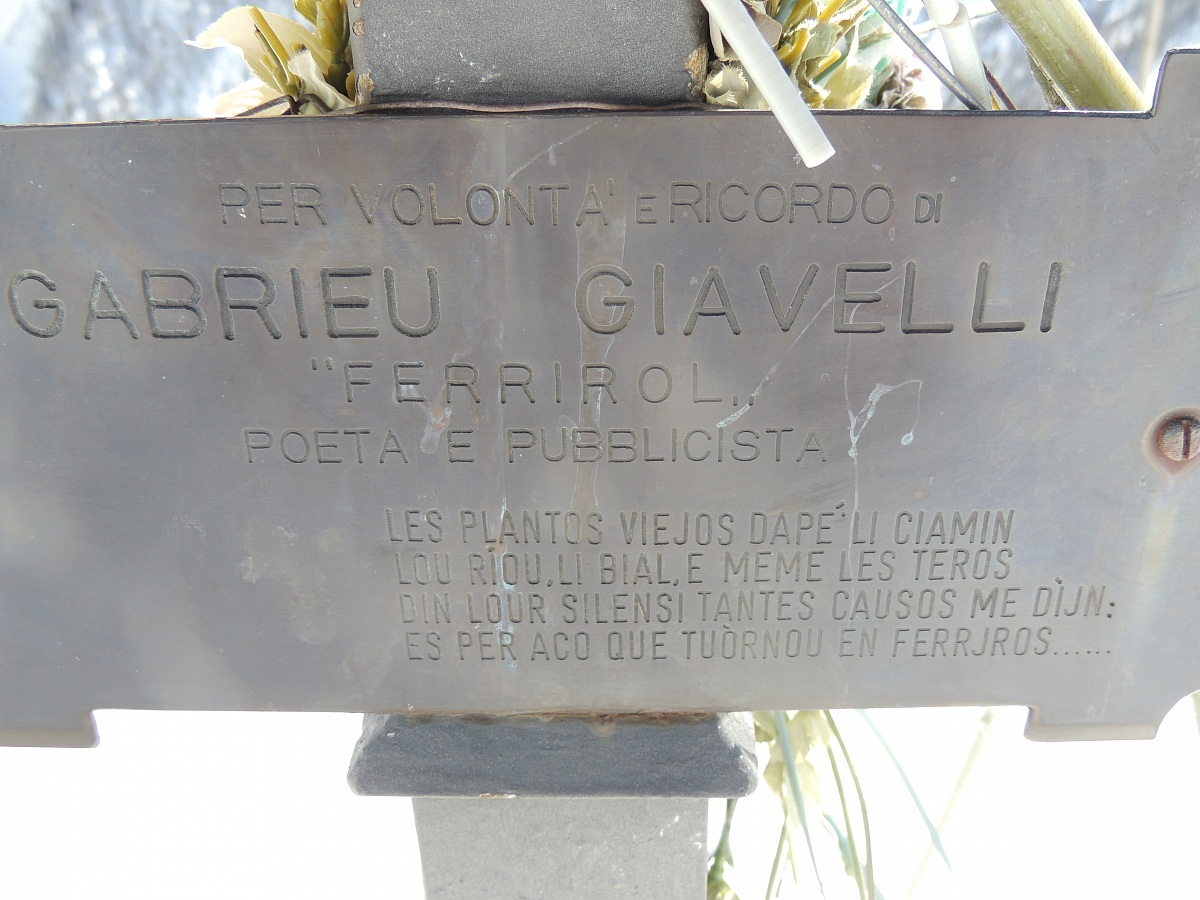 PER VOLONTA' E RICORDO DI
GABRIEU GIAVELLI
"FERRIROL„
POETA E PUBBLICISTA
LES PLANTOS VIEJOS DAPE' LI CIAMIN
LOU RÌOU, LI BIAL, E MEME LES TEROS
DIN LOUR SILENSI TANTES CAUSOS ME DÌJN:
ES PER ACO QUE TUÒRNOU EN FERRJROS......